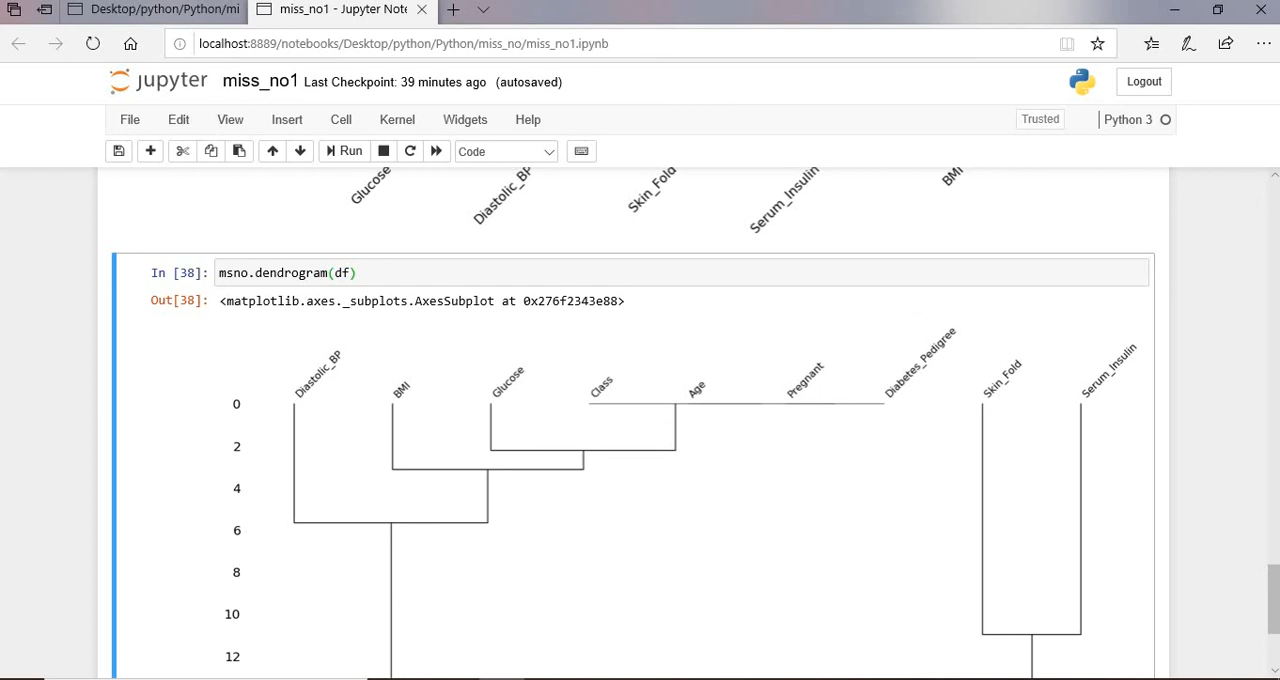 Desktop/python/Python/mi
miss_no1 - Jupyter Note
localhost:8889/notebooks/Desktop/python/Python/miss_no/miss_no1.ipynb
jupyter miss_no1 Last Checkpoint: 39 minutes ago (autosaved)
Logout
File Edit View Insert Cell Kernel Widgets Help
Trusted
Python 3
Run
Code
Glucose
Diastolic_BP
Skin_Fold
Serum_Insulin
BMI
In [38]: msno.dendrogram(df)
Out[38]: <matplotlib.axes._subplots.AxesSubplot at 0x276f2343e88>
Diastolic_BP
BMI
Glucose
Class
Age
Pregnant
Diabetes_Pedigree
Skin_Fold
Serum_Insulin
0
2
4
6
8
10
12